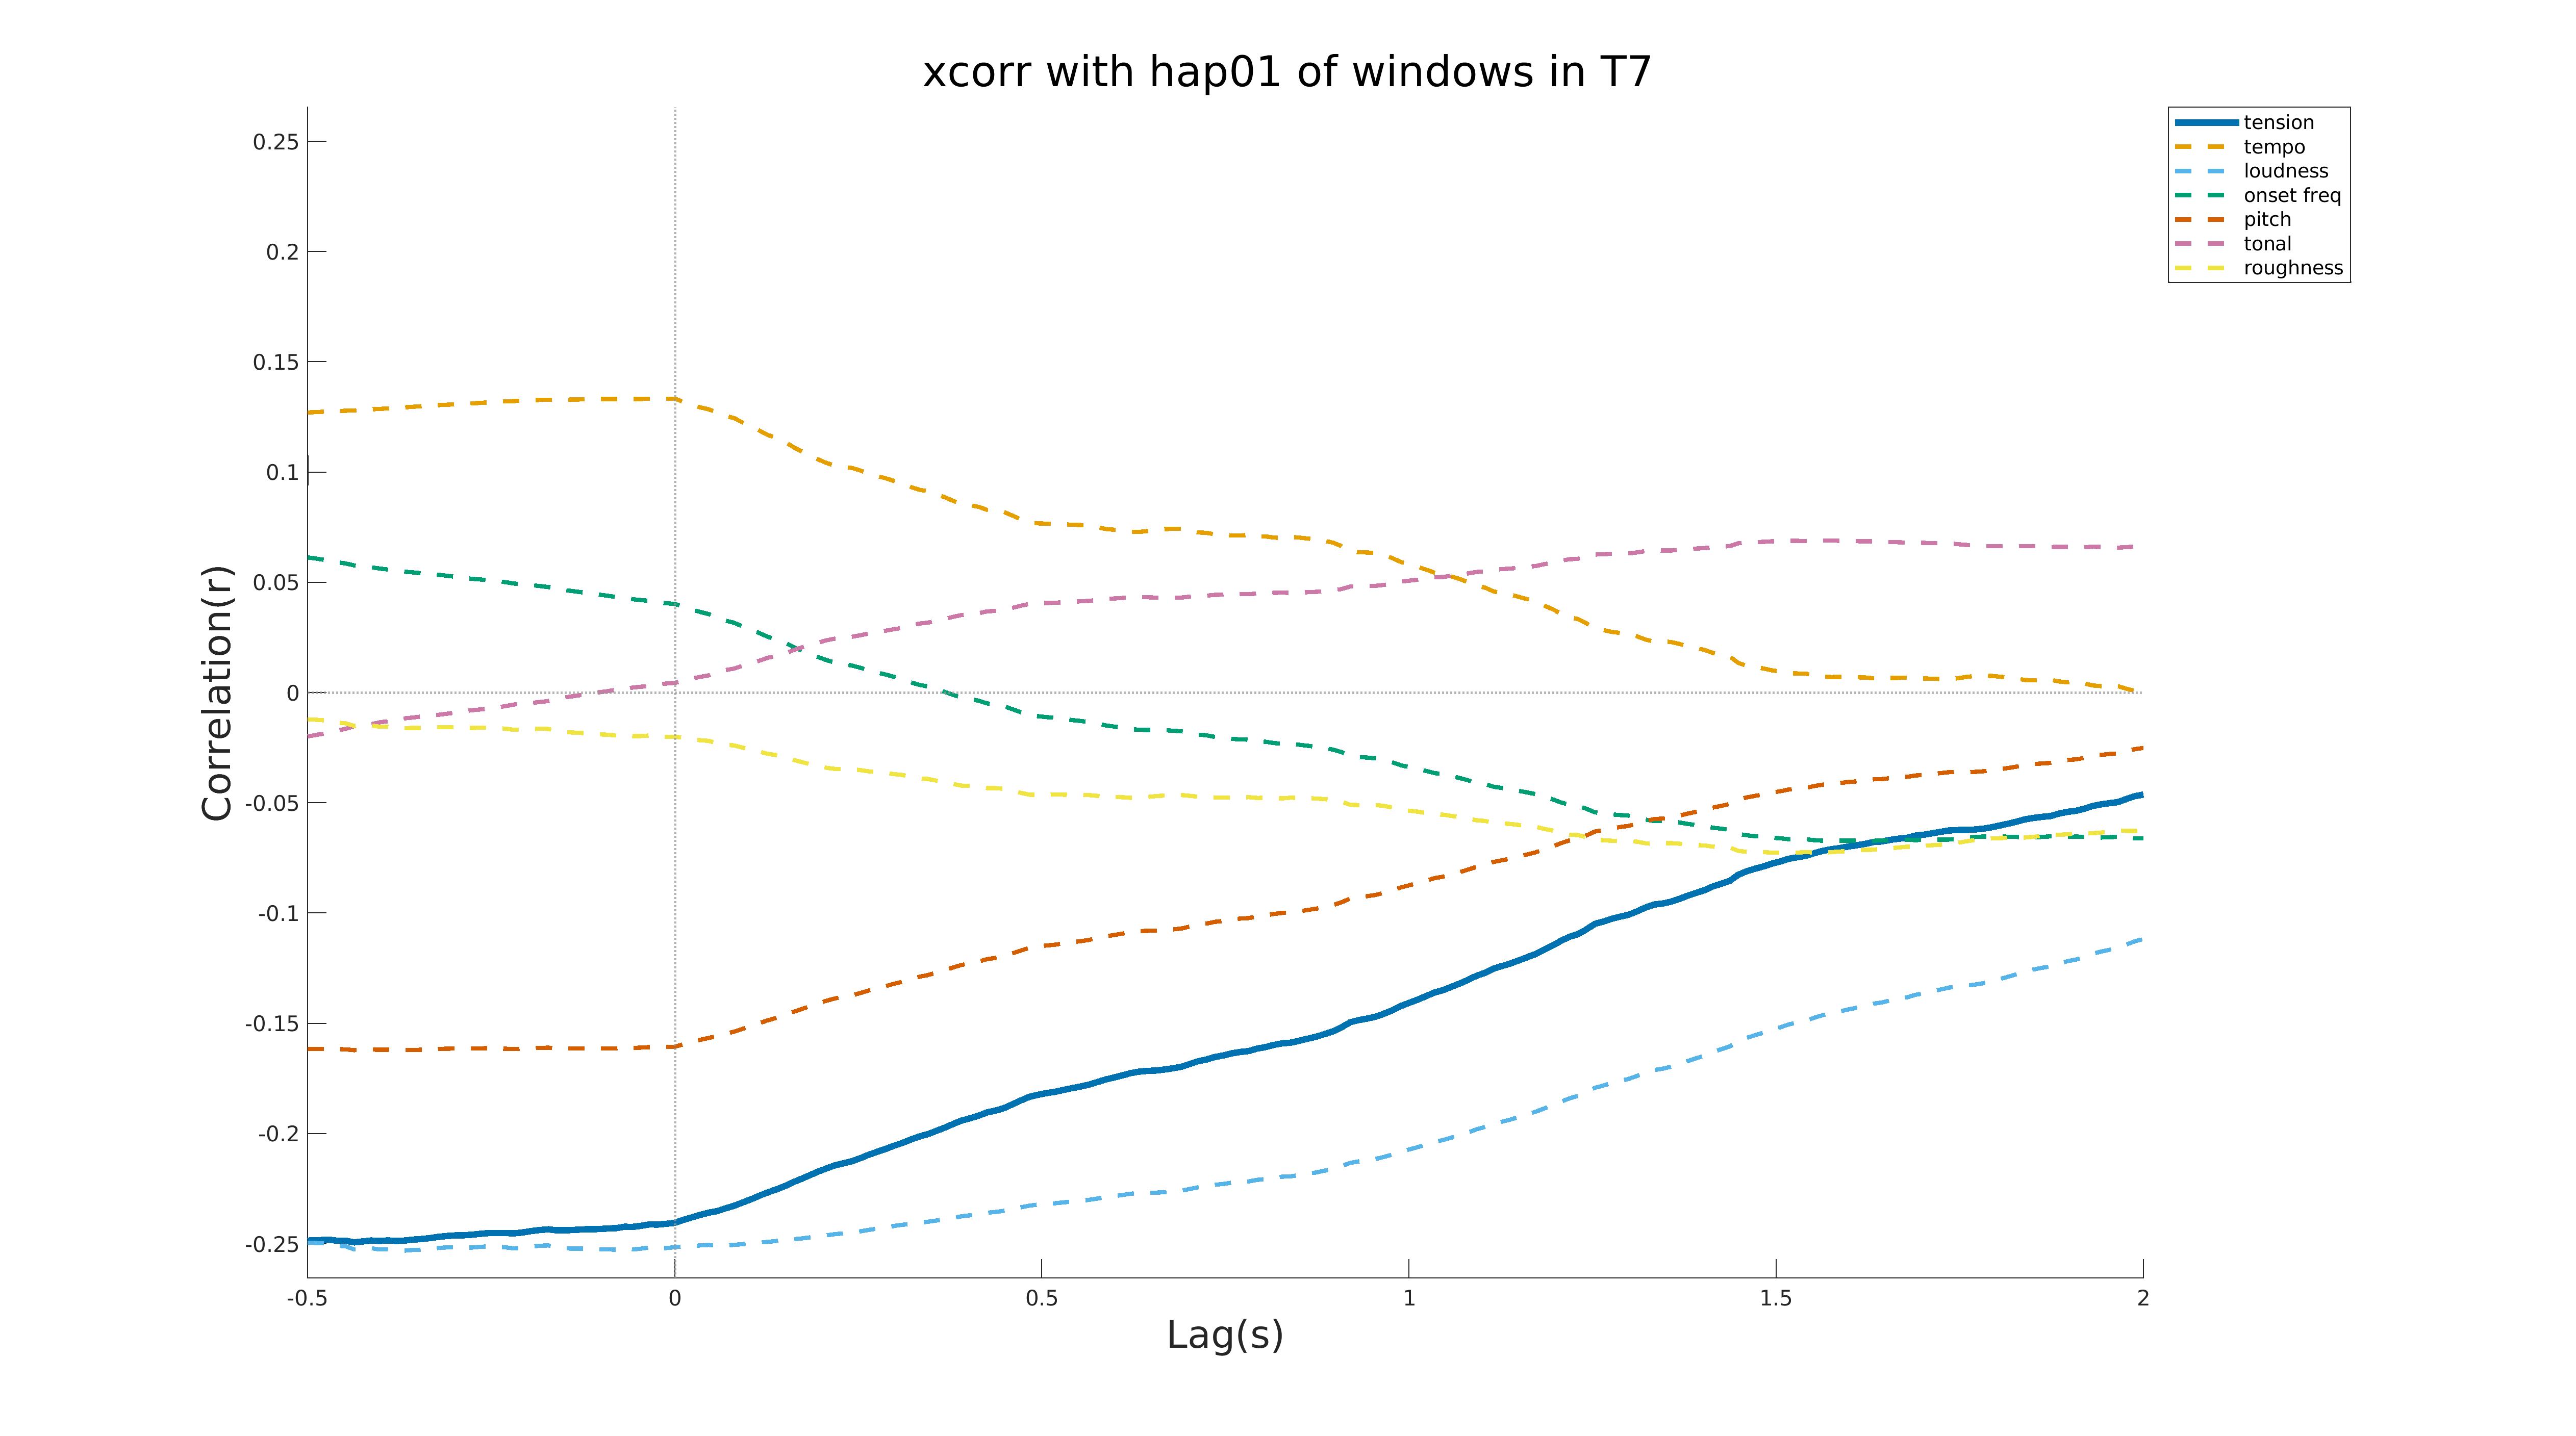 xcorr with hap01 of windows in T7
tension
tempo
loudness
onset freq
pitch
tonal
roughness
0.25
0.2
0.15
0.1
0.05
0
-0.05
-0.1
-0.15
-0.2
-0.25
Correlation(r)
-0.5
0
0.5
1
1.5
2
Lag(s)